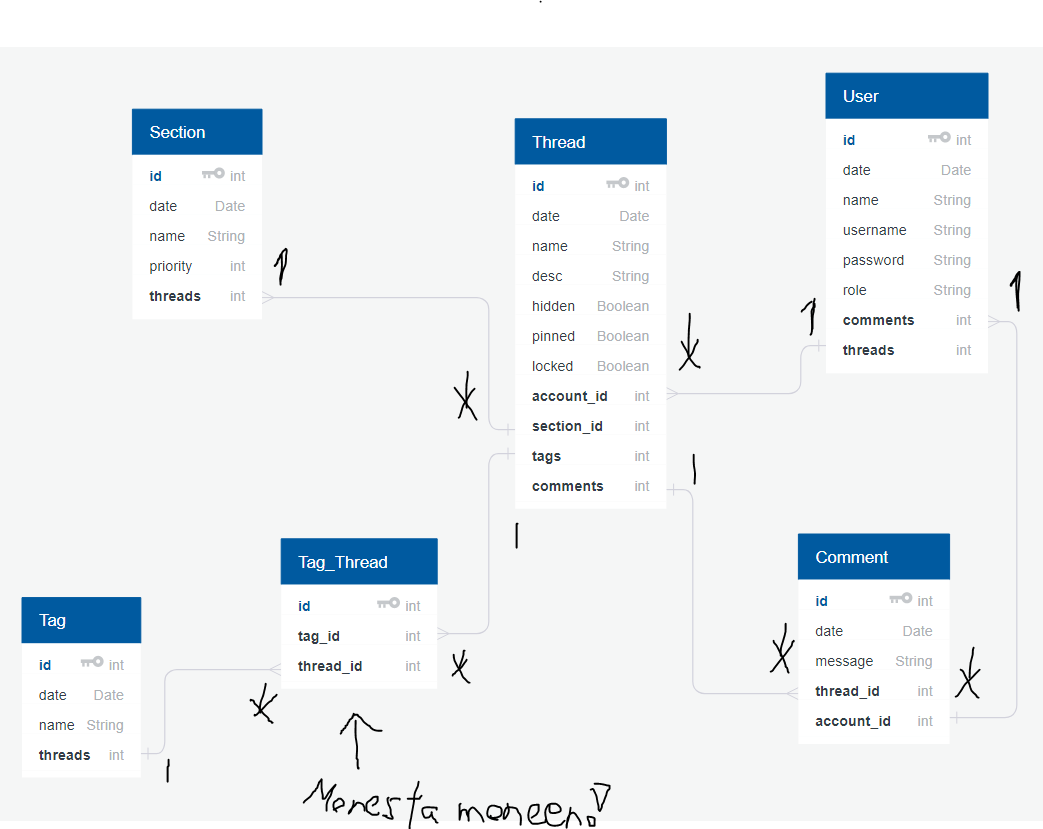 Section
id int
date Date
name String
priority int
threads int
1
*
Thread
id int
date Date
name String
desc String
hidden Boolean
pinned Boolean
locked Boolean
account_id int
section_id int
tags int
comments int
*
1
1
1
User
id int
date Date
name String
username String
password String
role String
comments int
threads int
1
Tag_Thread
id int
tag_id int
thread_id int
*
*
Tag
id int
date Date
name String
threads int
1
Comment
id int
date Date
message String
thread_id int
account_id int
*
*
Monesta moneen!